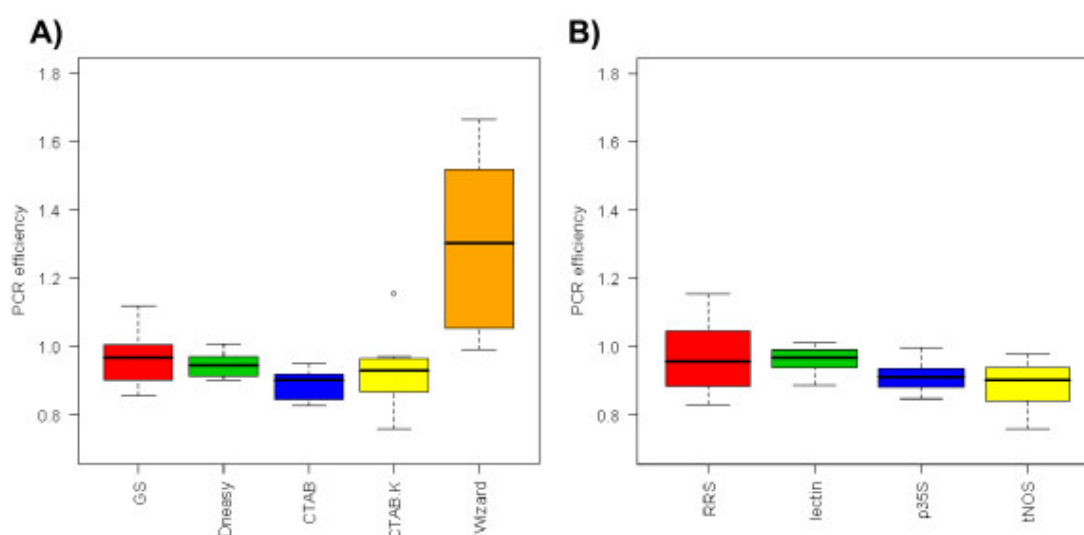 A)
PCR efficiency
1.8
1.6
1.4
1.2
1.0
0.8
GS
Dneasy
CTAB
CTAB.K
Wizard
B)
PCR efficiency
1.8
1.6
1.4
1.2
1.0
0.8
RRS
lectin
p35S
tNOS